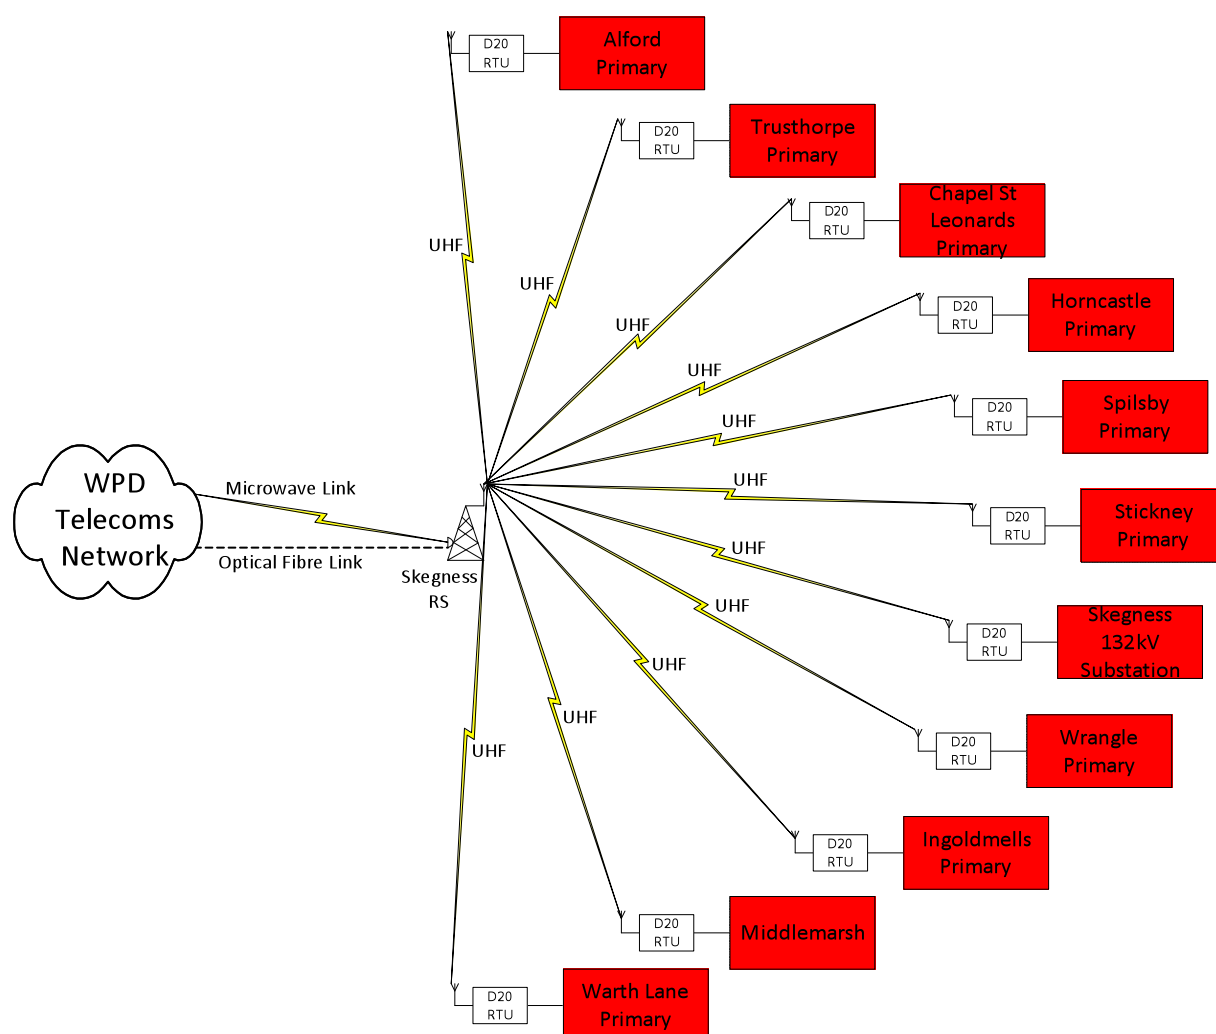 D20
RTU
Alford
Primary
D20
RTU
Trusthorpe
Primary
D20
RTU
Chapel St
Leonards
Primary
UHF
UHF
D20
RTU
Horncastle
Primary
UHF
UHF
D20
RTU
Spilsby
Primary
UHF
WPD
Telecoms
Network
Microwave Link
Optical Fibre Link
Skegness
RS
UHF
D20
RTU
Stickney
Primary
UHF
D20
RTU
Skegness
132kV
Substation
UHF
D20
RTU
Wrangle
Primary
UHF
D20
RTU
Ingoldmells
Primary
UHF
D20
RTU
Middlemarsh
UHF
D20
RTU
Warth Lane
Primary